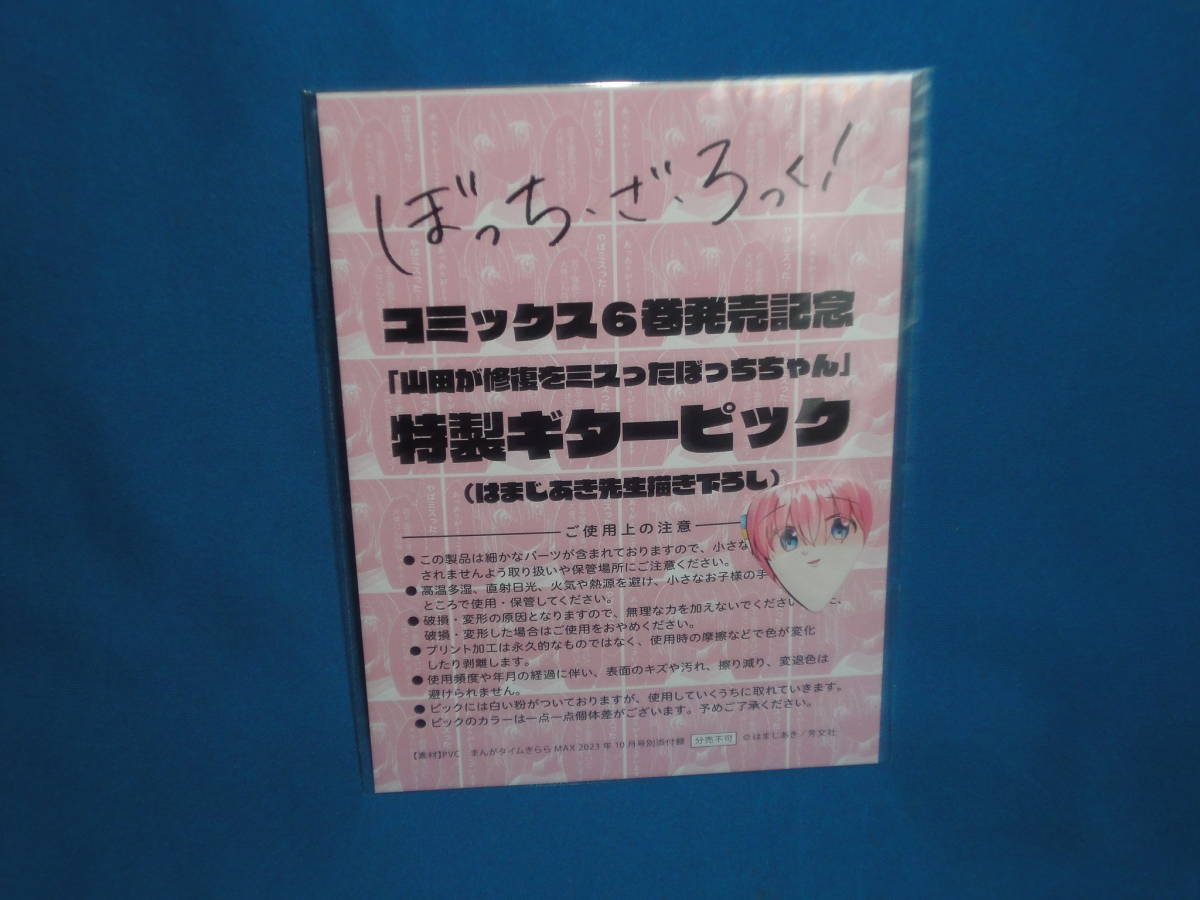 ぼっち・ざ・ろっく!
コミックス6巻発売記念
「山田が修復をミスったぼっちちゃん」
特製ギターピック
(はまじあき先生描き下ろし)
ご使用上の注意
●この製品は細かなパーツが含まれておりますので、小さな
されませんよう取り扱いや保管場所にご注意ください。
●高温多湿、直射日光、火気や熱源を避け、小さなお子様の手
ところで使用・保管してください。
●破損・変形の原因となりますので、無理な力を加えないでください
破損・変形した場合はご使用をおやめください。
●プリント加工は永久的なものではなく、使用時の摩擦などで色が変化
したり剥離します。
●使用頻度や年月の経過に伴い、表面のキズや汚れ、擦り減り、変退色は
避けられません。
●ピックには白い粉がついておりますが、使用していくうちに取れていきます。
●ピックのカラーは一点一点個体差がございます。予めご了承ください。
【素材】PVC まんがタイムきららMAX 2023年10月号別添付録 分売不可 ©はまじあき/芳文社